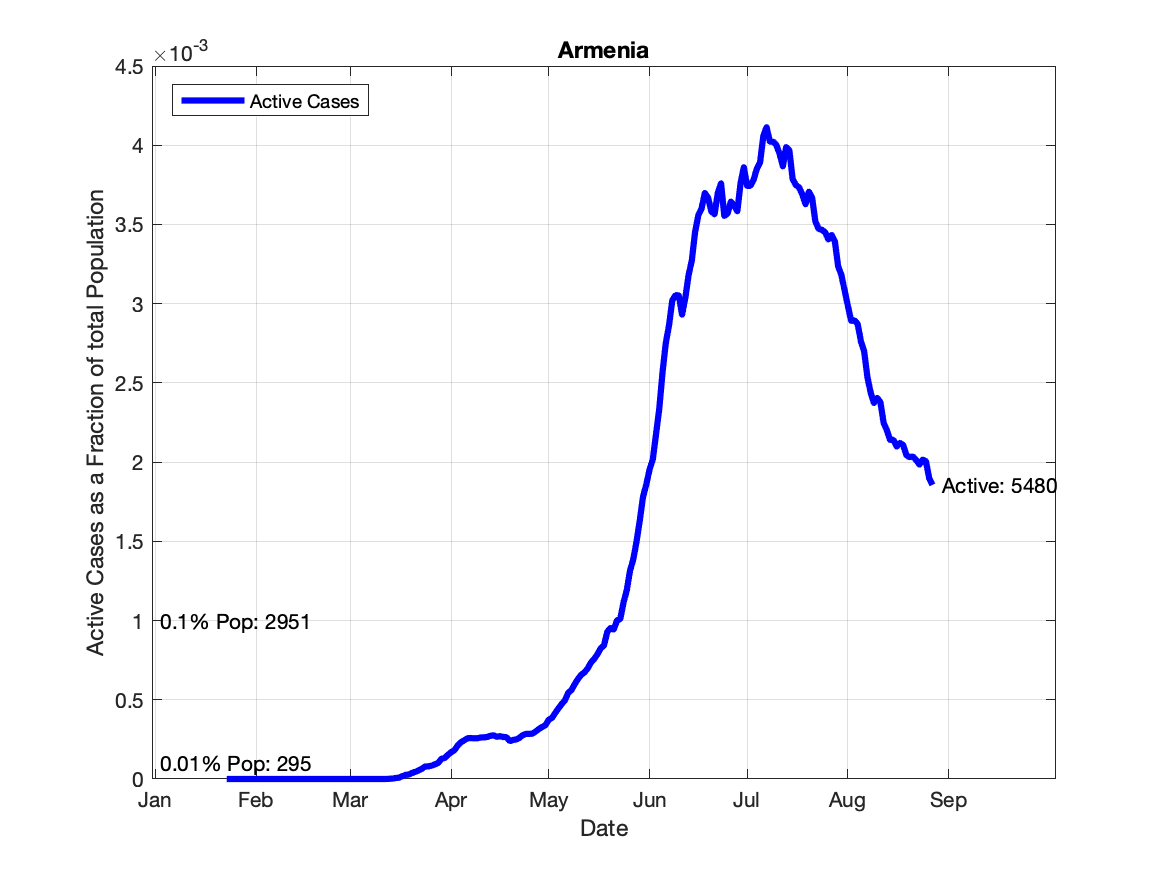 Armenia
×10-3
4.5
4
3.5
3
2.5
2
1.5
1
0.5
0
Active Cases
Active Cases as a Fraction of total Population
Active: 5480
0.1% Pop: 2951
0.01% Pop: 295
Jan Feb Mar Apr May Jun Jul Aug Sep
Date